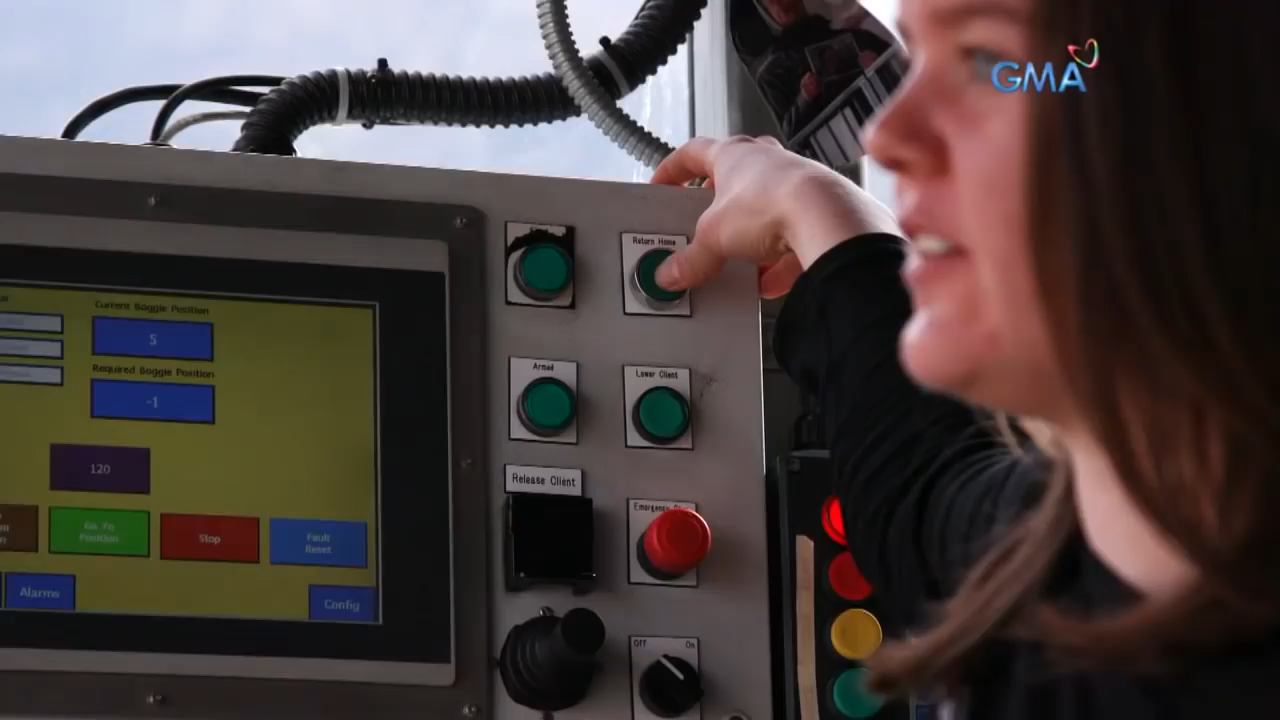 GMA
Return Home
Current Boggie Position
5
Required Boggie Position
-1
Armed
Lower Client
120
Release Client
Emergency
Go To
Position
Stop
Fault
Reset
Alarms
Config
Off
On